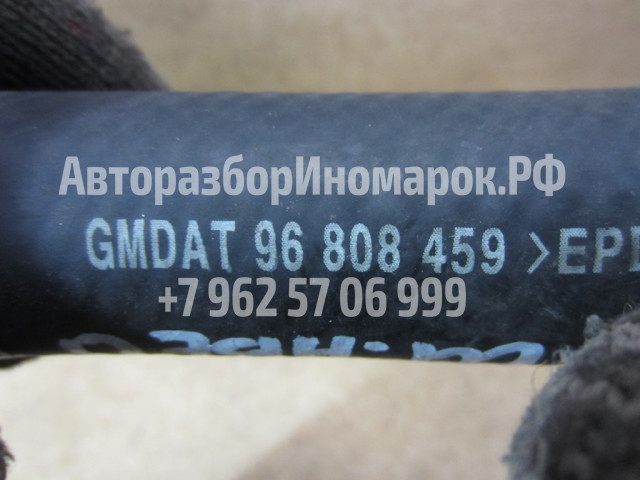 АвторазборИномарок.РФ
GMDAT 96 808 459 >EP
+7 962 57 06 999